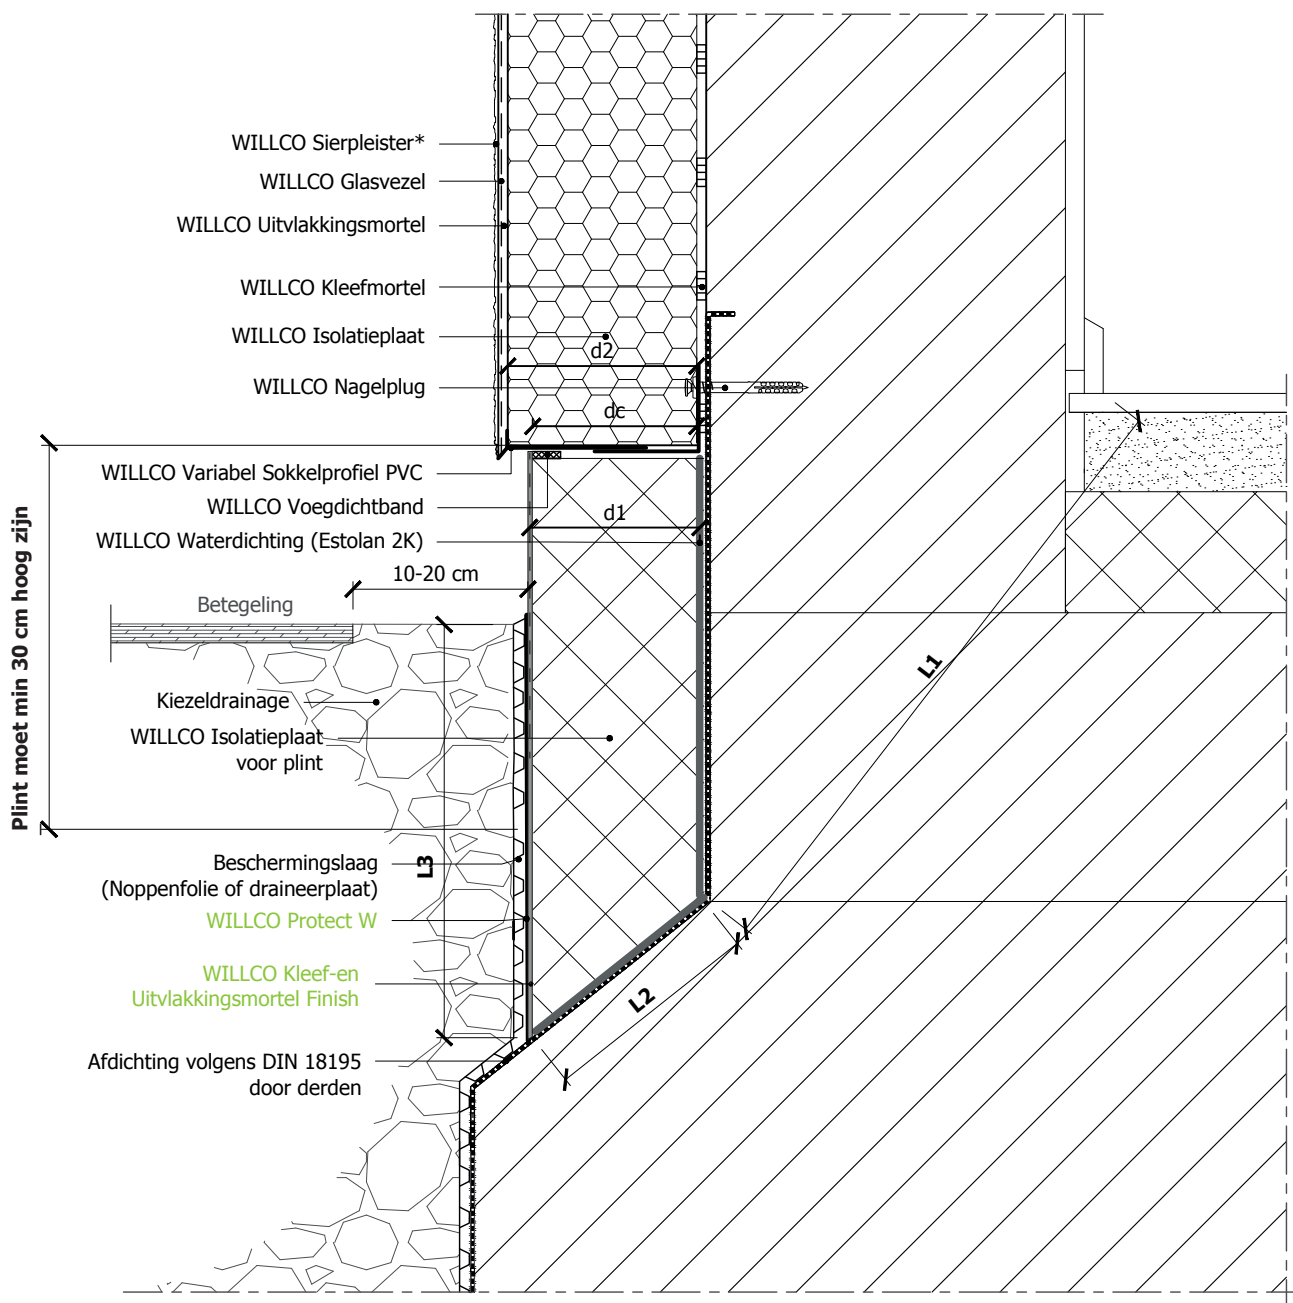 WILLCO Sierpleister*
WILLCO Glasvezel
WILLCO Uitvlakkingsmortel
WILLCO Kleefmortel
WILLCO Isolatieplaat
d2
WILLCO Nagelplug
dc
WILLCO Variabel Sokkelprofiel PVC
WILLCO Voegdichtband
d1
WILLCO Waterdichting (Estolan 2K)
10-20 cm
Betegeling
Plint moet min 30 cm hoog zijn
L1
Kiezeldrainage
WILLCO Isolatieplaat
voor plint
L3
Beschermingslaag
(Noppenfolie of draineerplaat)
WILLCO Protect W
WILLCO Kleef-en
Uitvlakkingsmortel Finish
L2
Afdichting volgens DIN 18195
door derden